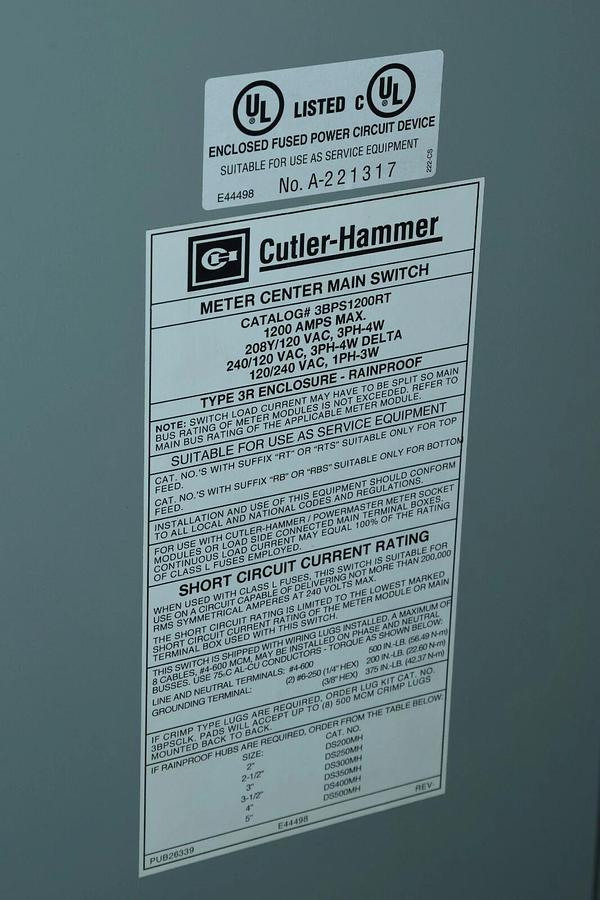 UL
LISTED C UL
ENCLOSED FUSED POWER CIRCUIT DEVICE
SUITABLE FOR USE AS SERVICE EQUIPMENT
E44498 No. A-221317 222-CS
Cutler-Hammer
METER CENTER MAIN SWITCH
CATALOG# 3BPS1200RT
1200 AMPS MAX.
208Y/120 VAC, 3PH-4W
240/120 VAC, 3PH-4W DELTA
120/240 VAC, 1PH-3W
TYPE 3R ENCLOSURE - RAINPROOF
NOTE: SWITCH LOAD CURRENT MAY HAVE TO BE SPLIT SO MAIN
BUS RATING OF METER MODULES IS NOT EXCEEDED. REFER TO
MAIN BUS RATING OF THE APPLICABLE METER MODULE.
SUITABLE FOR USE AS SERVICE EQUIPMENT
CAT. NO.'S WITH SUFFIX "RT" OR "RTS" SUITABLE ONLY FOR TOP
FEED.
CAT. NO.'S WITH SUFFIX "RB" OR "RBS" SUITABLE ONLY FOR BOTTOM
FEED.
INSTALLATION AND USE OF THIS EQUIPMENT SHOULD CONFORM
TO ALL LOCAL AND NATIONAL CODES AND REGULATIONS.
FOR USE WITH CUTLER-HAMMER / POWERMASTER METER SOCKET
MODULES OR LOAD SIDE CONNECTED MAIN TERMINAL BOXES.
CONTINUOUS LOAD CURRENT MAY EQUAL 100% OF THE RATING
OF CLASS L FUSES EMPLOYED.
SHORT CIRCUIT CURRENT RATING
WHEN USED WITH CLASS L FUSES, THIS SWITCH IS SUITABLE FOR
USE ON A CIRCUIT CAPABLE OF DELIVERING NOT MORE THAN 200,000
RMS SYMMETRICAL AMPERES AT 240 VOLTS MAX.
THE SHORT CIRCUIT RATING IS LIMITED TO THE LOWEST MARKED
SHORT CIRCUIT CURRENT RATING OF THE METER MODULE OR MAIN
TERMINAL BOX USED WITH THIS SWITCH.
THIS SWITCH IS SHIPPED WITH WIRING LUGS INSTALLED. A MAXIMUM OF
8 CABLES, #4-600 MCM, MAY BE INSTALLED ON PHASE AND NEUTRAL
BUSSES. USE 75°C AL-CU CONDUCTORS - TORQUE AS SHOWN BELOW:
LINE AND NEUTRAL TERMINALS: #4-600 500 IN.-LB. (56.49 N-m)
GROUNDING TERMINAL: (2) #6-250 (1/4" HEX) 200 IN.-LB. (22.60 N-m)
(3/8" HEX) 375 IN.-LB. (42.37 N-m)
IF CRIMP TYPE LUGS ARE REQUIRED, ORDER LUG KIT CAT. NO.
3BPSCLK. PADS WILL ACCEPT UP TO (8) 500 MCM CRIMP LUGS
MOUNTED BACK TO BACK.
IF RAINPROOF HUBS ARE REQUIRED, ORDER FROM THE TABLE BELOW:
SIZE: CAT. NO.
2" DS200MH
2-1/2" DS250MH
3" DS300MH
3-1/2" DS350MH
4" DS400MH
5" DS500MH
PUB26339 E44498 REV